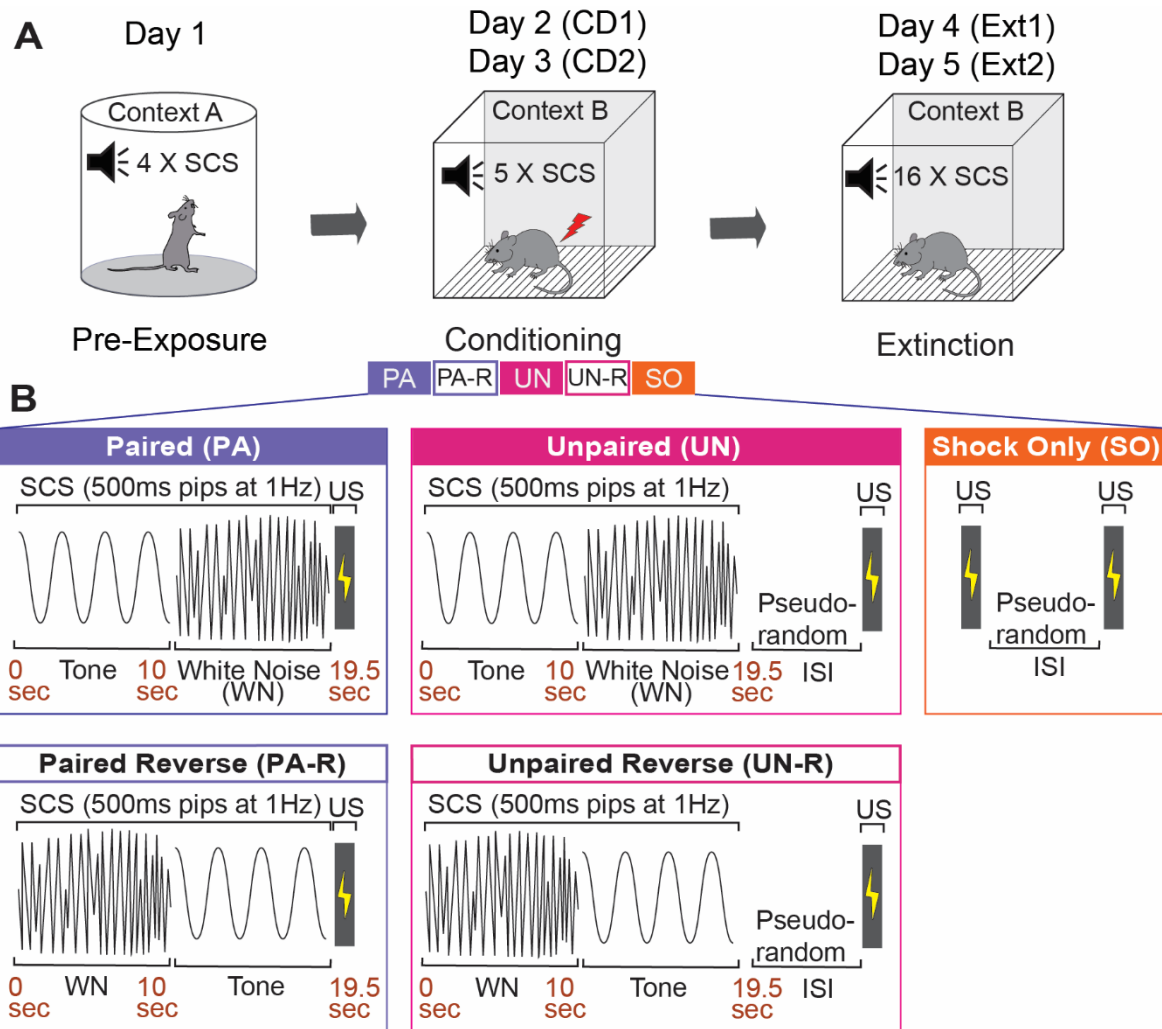 A
Day 1
Day 2 (CD1)
Day 3 (CD2)
Day 4 (Ext1)
Day 5 (Ext2)
Context A
4 X SCS
Context B
5 X SCS
Context B
16 X SCS
Pre-Exposure
Conditioning
Extinction
PA
PA-R
UN
UN-R
SO
B
Paired (PA)
SCS (500ms pips at 1Hz)
US
0
sec
Tone
10
sec
White Noise
(WN)
19.5
sec
Unpaired (UN)
SCS (500ms pips at 1Hz)
US
Pseudo-
random
0
sec
Tone
10
sec
White Noise
(WN)
19.5
sec
ISI
Shock Only (SO)
US
US
Pseudo-
random
ISI
Paired Reverse (PA-R)
SCS (500ms pips at 1Hz)
US
0
sec
WN
10
sec
Tone
19.5
sec
Unpaired Reverse (UN-R)
SCS (500ms pips at 1Hz)
US
Pseudo-
random
0
sec
WN
10
sec
Tone
19.5
sec
ISI